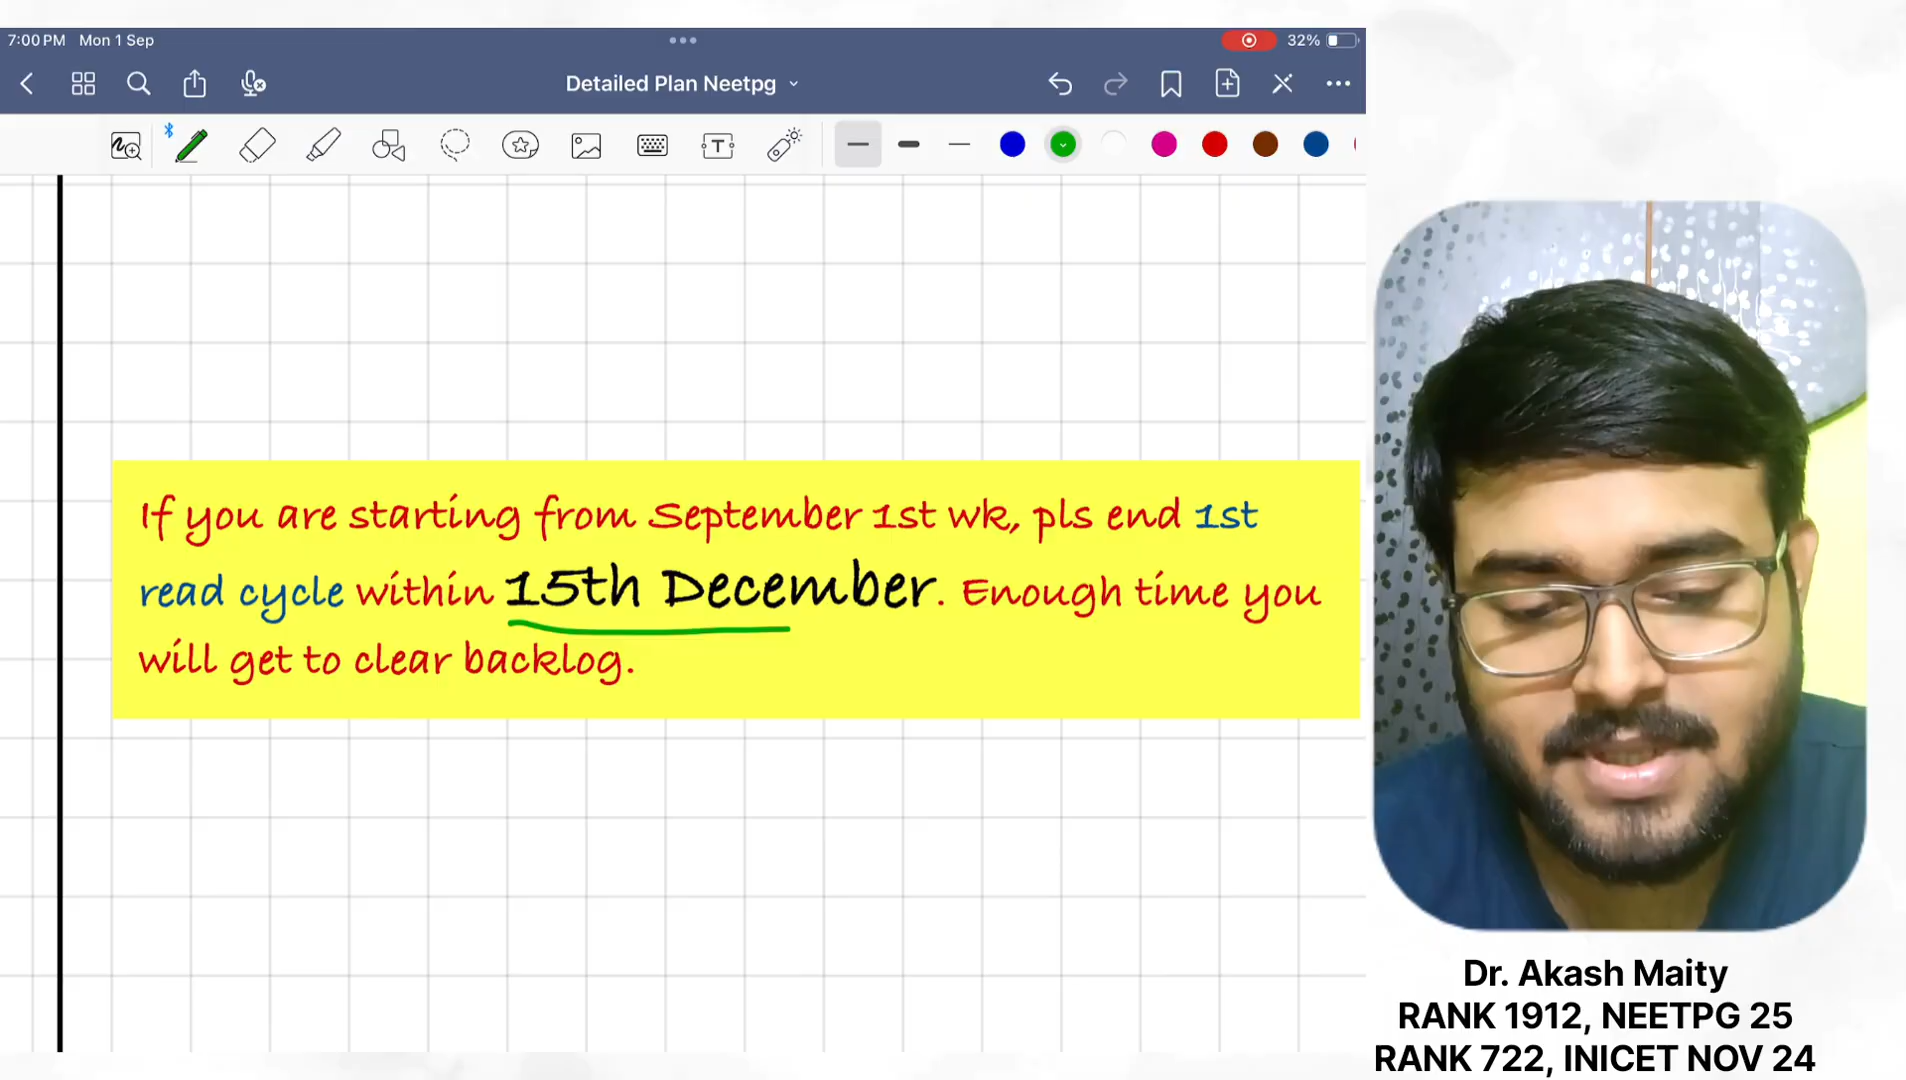 7:00 PM Mon 1 Sep
32%
Detailed Plan Neetpg
T
If you are starting from September 1st wk, pls end 1st
read cycle within 15th December. Enough time you
will get to clear backlog.
Dr. Akash Maity
RANK 1912, NEETPG 25
RANK 722, INICET NOV 24